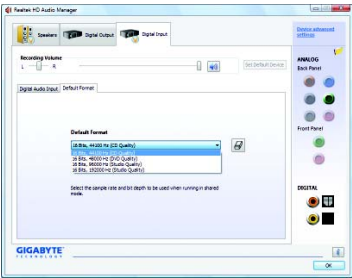 Realtek HD Audio Manager
Speakers
Digital Output
Digital Input
Device advanced settings
Recording Volume
L
R
Set Default Device
ANALOG
Back Panel
Digital Audio Input
Default Format
Default Format
16 Bits, 44100 Hz (CD Quality)
16 Bits, 44100 Hz (CD Quality)
16 Bits, 48000 Hz (DVD Quality)
16 Bits, 96000 Hz (Studio Quality)
16 Bits, 192000 Hz (Studio Quality)
Front Panel
Select the sample rate and bit depth to be used when running in shared
mode.
DIGITAL
GIGABYTE
TECHNOLOGY
OK